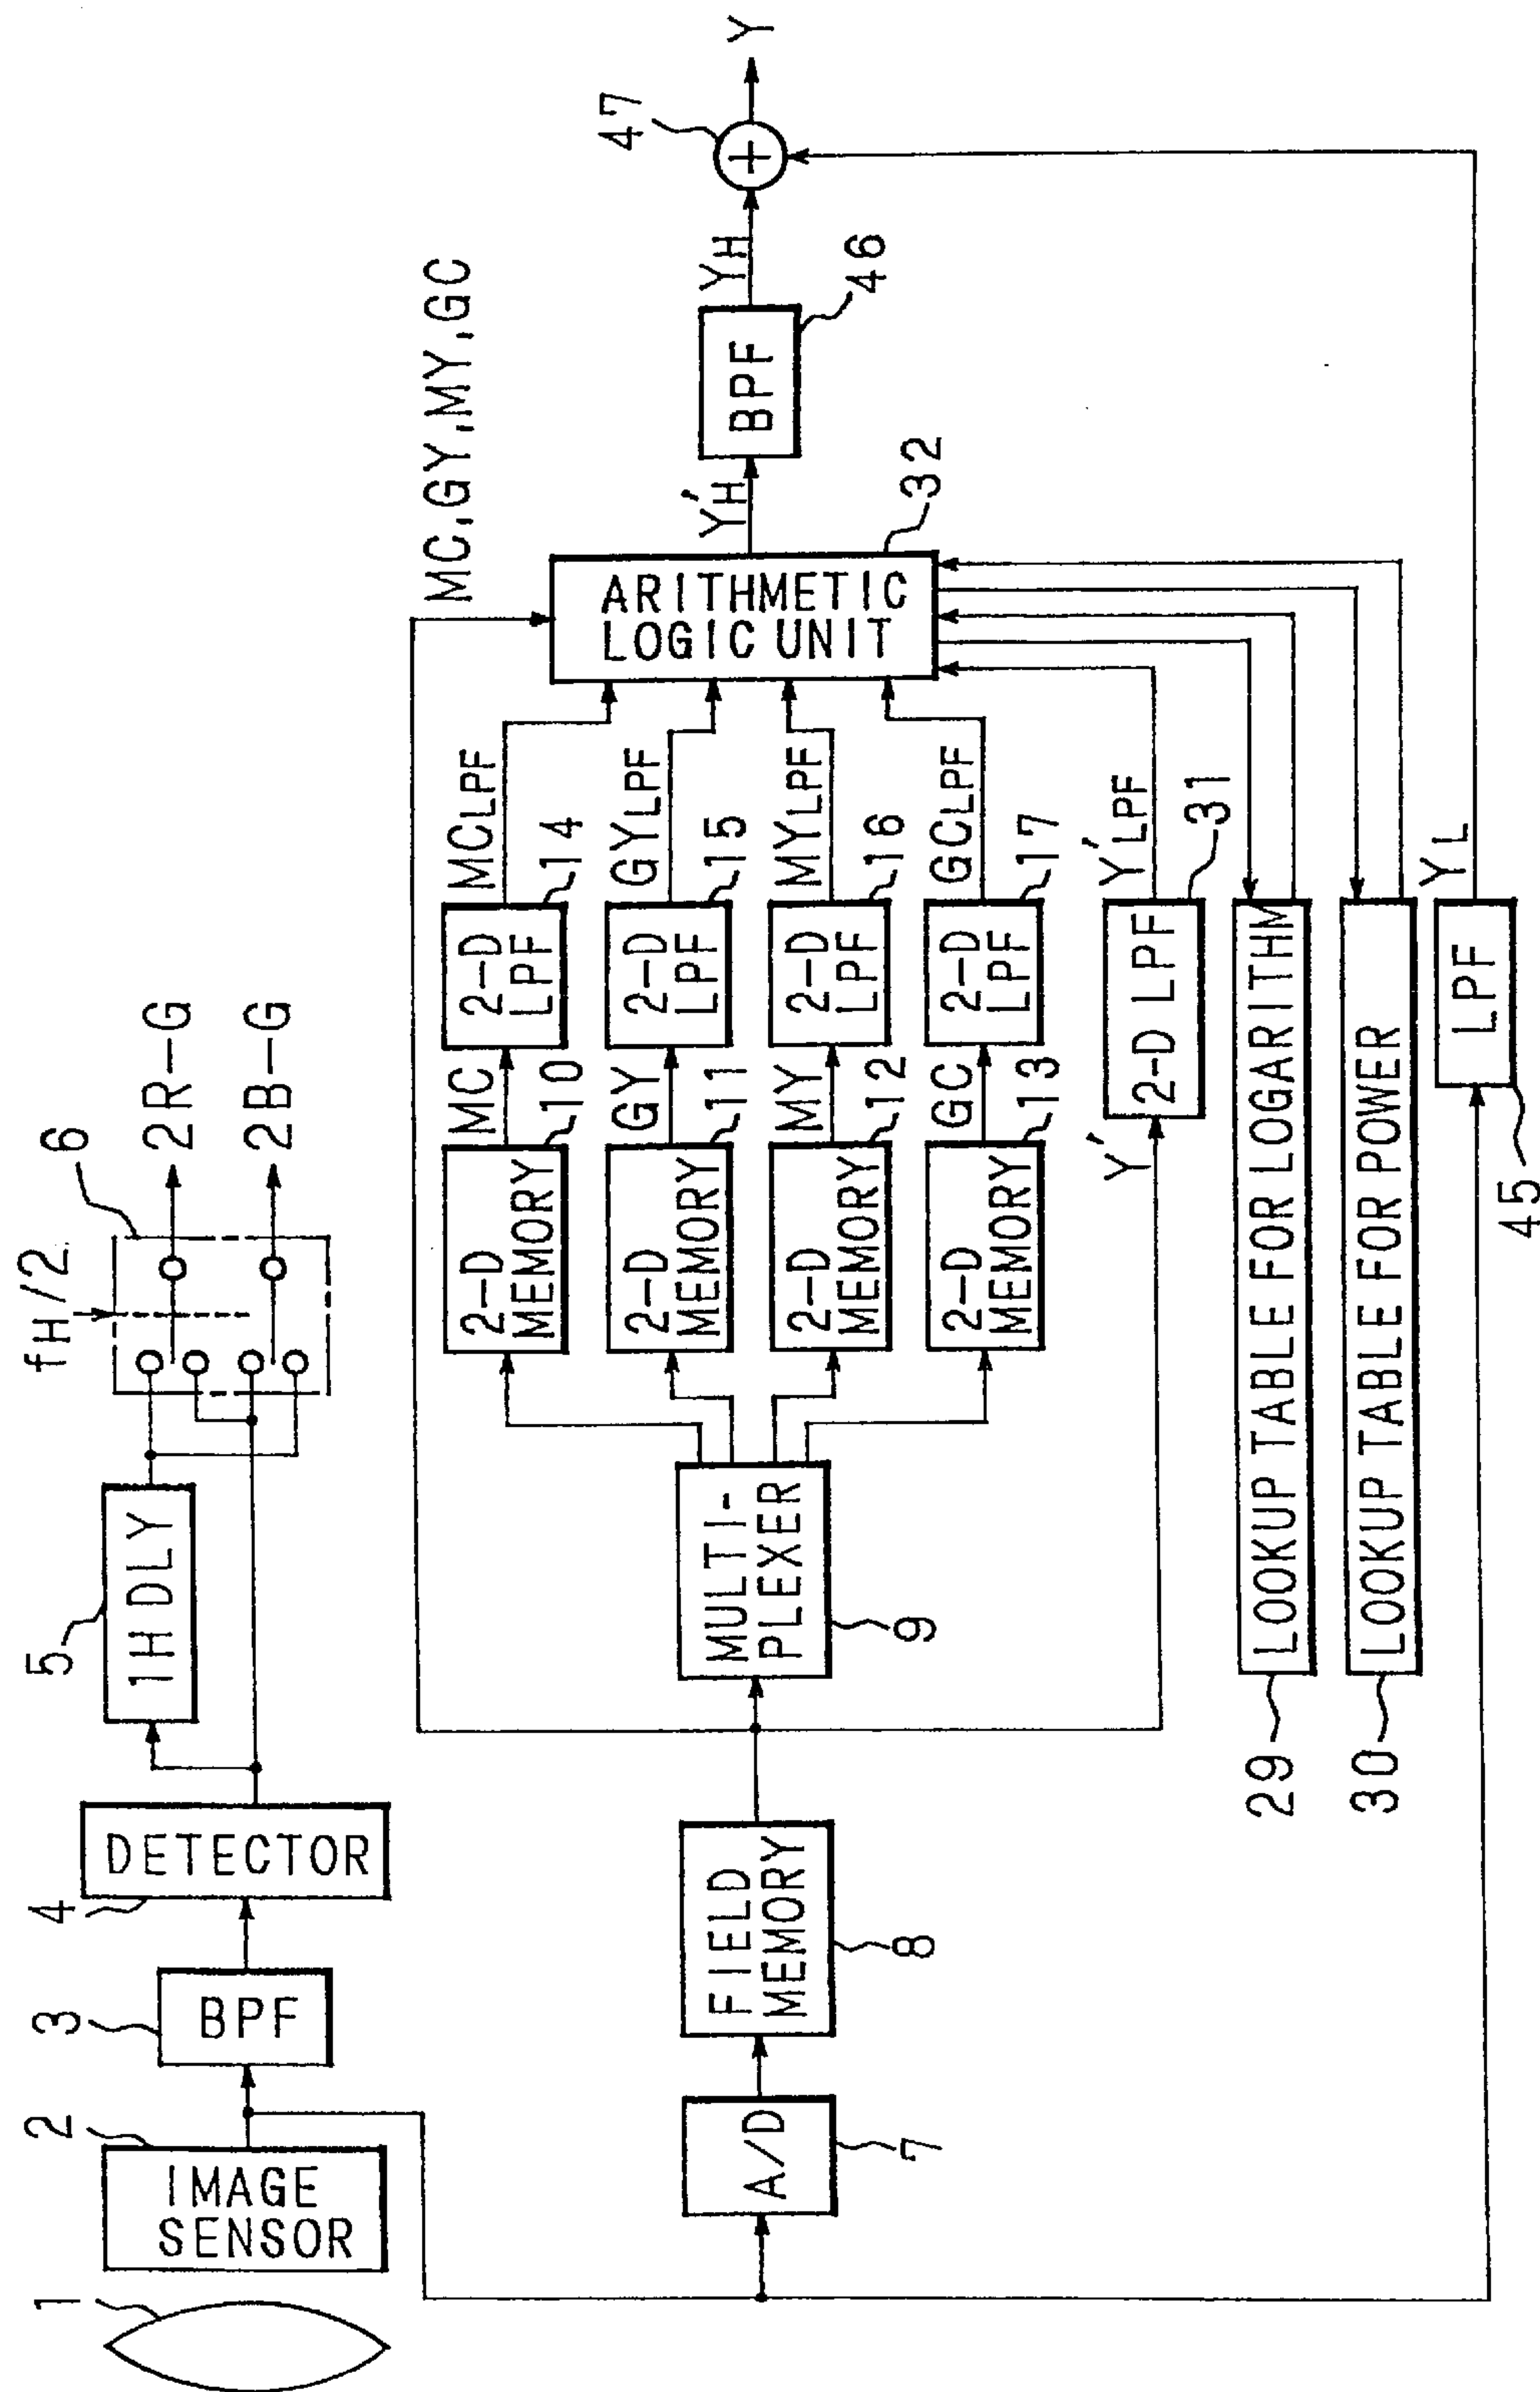 1
IMAGE
SENSOR
2
BPF
3
DETECTOR
4
1H DLY
5
fH/2
6
2R-G
2B-G
A/D
7
FIELD
MEMORY
8
MULTI-
PLEXER
9
MC,GY,MY,GC
2-D
MEMORY
10
MC
2-D
LPF
14
MCLPF
2-D
MEMORY
11
GY
2-D
LPF
15
GYLPF
2-D
MEMORY
12
MY
2-D
LPF
16
MYLPF
2-D
MEMORY
13
GC
2-D
LPF
17
GCLPF
Y'
2-D LPF
31
Y'LPF
ARITHMETIC
LOGIC UNIT
32
Y'H
BPF
46
YH
+
47
Y
LOOKUP TABLE FOR LOGARITHM
29
LOOKUP TABLE FOR POWER
30
LPF
45
YL